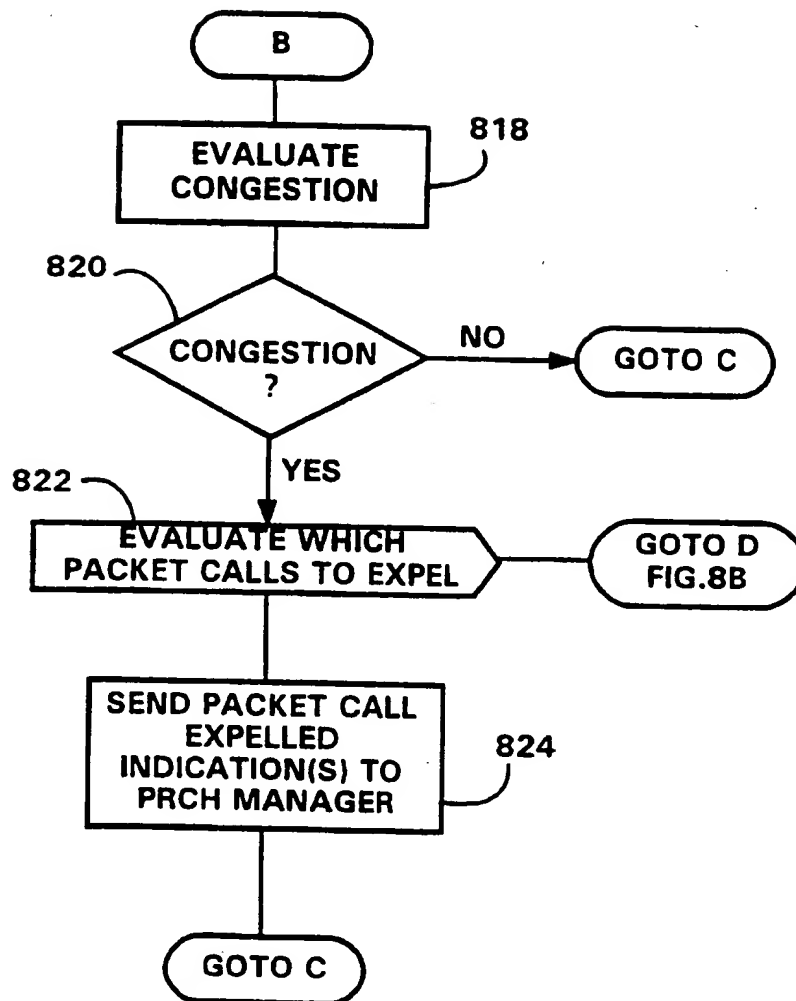 B
EVALUATE
CONGESTION
818
820
CONGESTION
?
NO
GOTO C
YES
822
EVALUATE WHICH
PACKET CALLS TO EXPEL
GOTO D
FIG.8B
SEND PACKET CALL
EXPELLED
INDICATION(S) TO
PRCH MANAGER
824
GOTO C